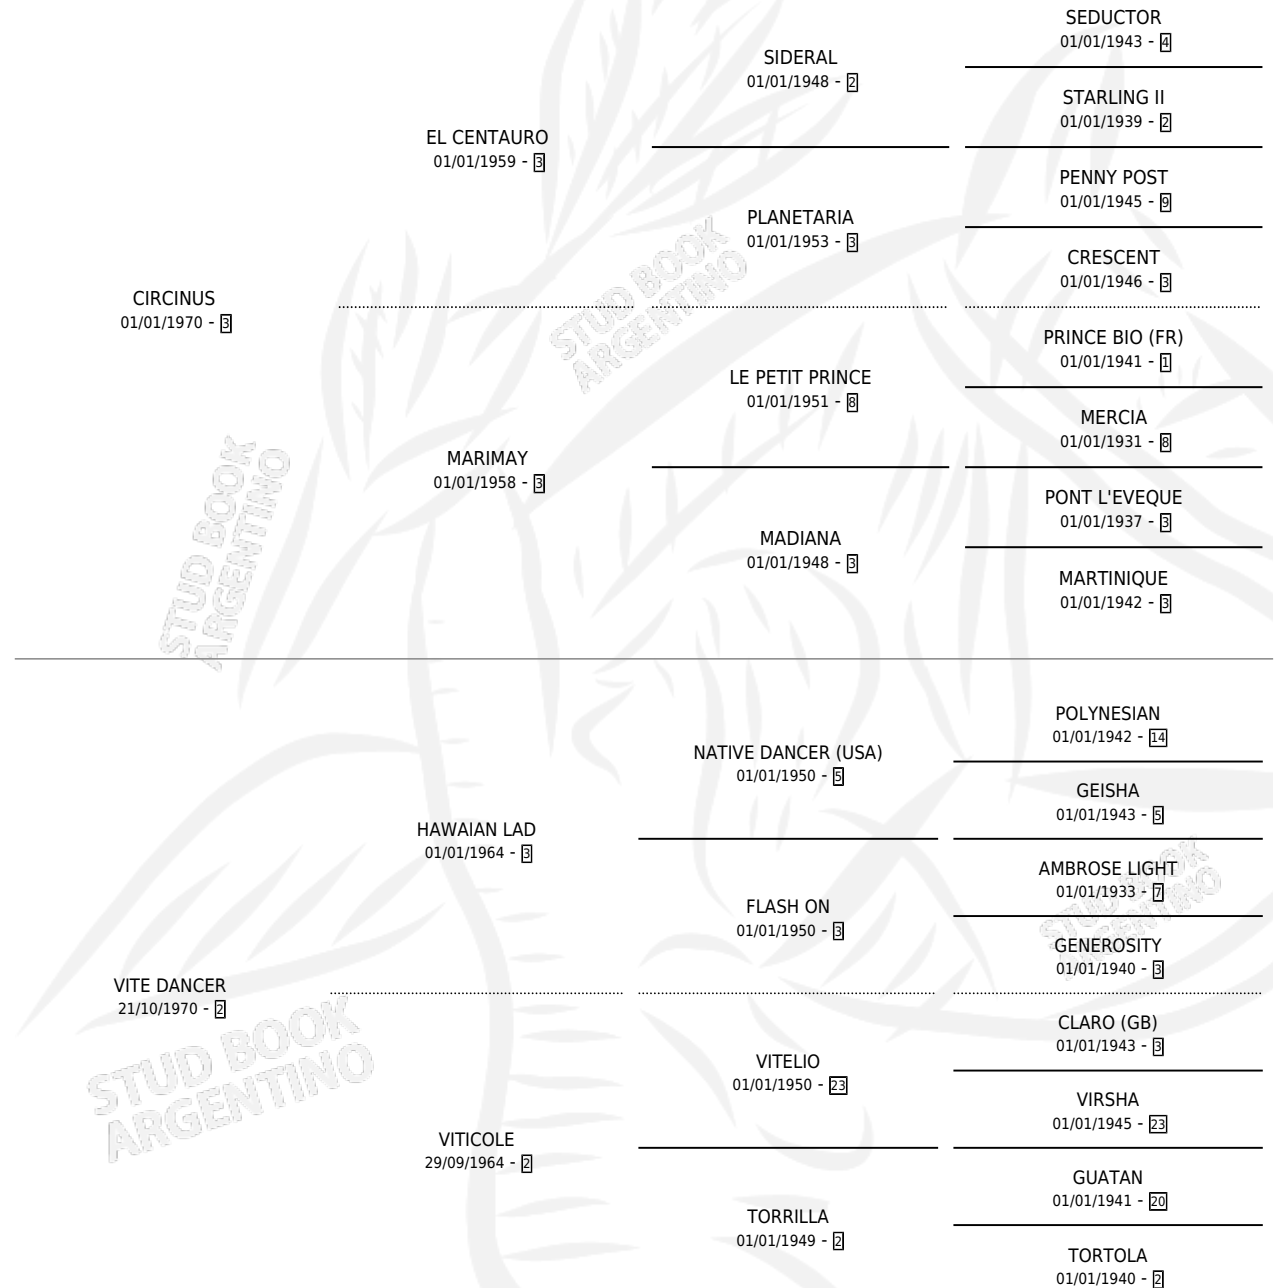 SEDUCTOR
01/01/1943 - 4
SIDERAL
01/01/1948 - 2
STARLING II
01/01/1939 - 2
EL CENTAURO
01/01/1959 - 3
PENNY POST
01/01/1945 - 9
PLANETARIA
01/01/1953 - 3
CRESCENT
01/01/1946 - 3
CIRCINUS
01/01/1970 - 3
PRINCE BIO (FR)
01/01/1941 - 1
LE PETIT PRINCE
01/01/1951 - 8
MERCIA
01/01/1931 - 8
MARIMAY
01/01/1958 - 3
PONT L'EVEQUE
01/01/1937 - 3
MADIANA
01/01/1948 - 3
MARTINIQUE
01/01/1942 - 3
POLYNESIAN
01/01/1942 - 14
NATIVE DANCER (USA)
01/01/1950 - 5
GEISHA
01/01/1943 - 5
HAWAIAN LAD
01/01/1964 - 3
AMBROSE LIGHT
01/01/1933 - 7
FLASH ON
01/01/1950 - 3
GENEROSITY
01/01/1940 - 3
VITE DANCER
21/10/1970 - 2
CLARO (GB)
01/01/1943 - 3
VITELIO
01/01/1950 - 23
VIRSHA
01/01/1945 - 23
VITICOLE
29/09/1964 - 2
GUATAN
01/01/1941 - 20
TORRILLA
01/01/1949 - 2
TORTOLA
01/01/1940 - 2
STUD BOOK
ARGENTINO
STUD BOOK
ARGENTINO
STUD BOOK
ARGENTINO
STUD BOOK
ARGENTINO